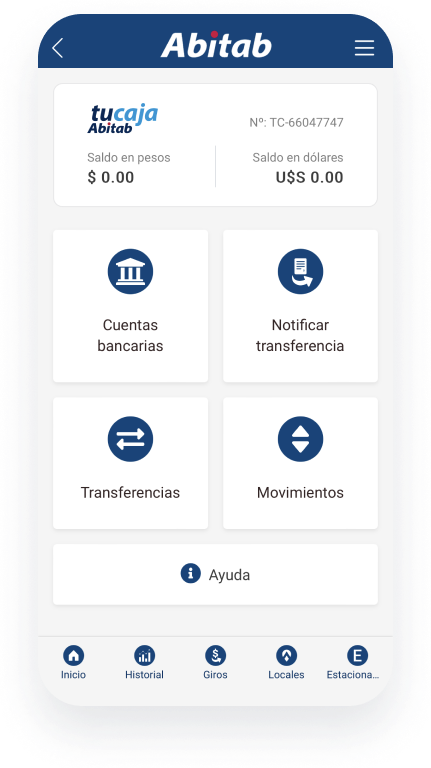 Abitab
tucaja
Abitab
Nº: TC-66047747
Saldo en pesos
$ 0.00
Saldo en dólares
U$S 0.00
Cuentas
bancarias
Notificar
transferencia
Transferencias
Movimientos
Ayuda
Inicio
Historial
Giros
Locales
E
Estaciona...